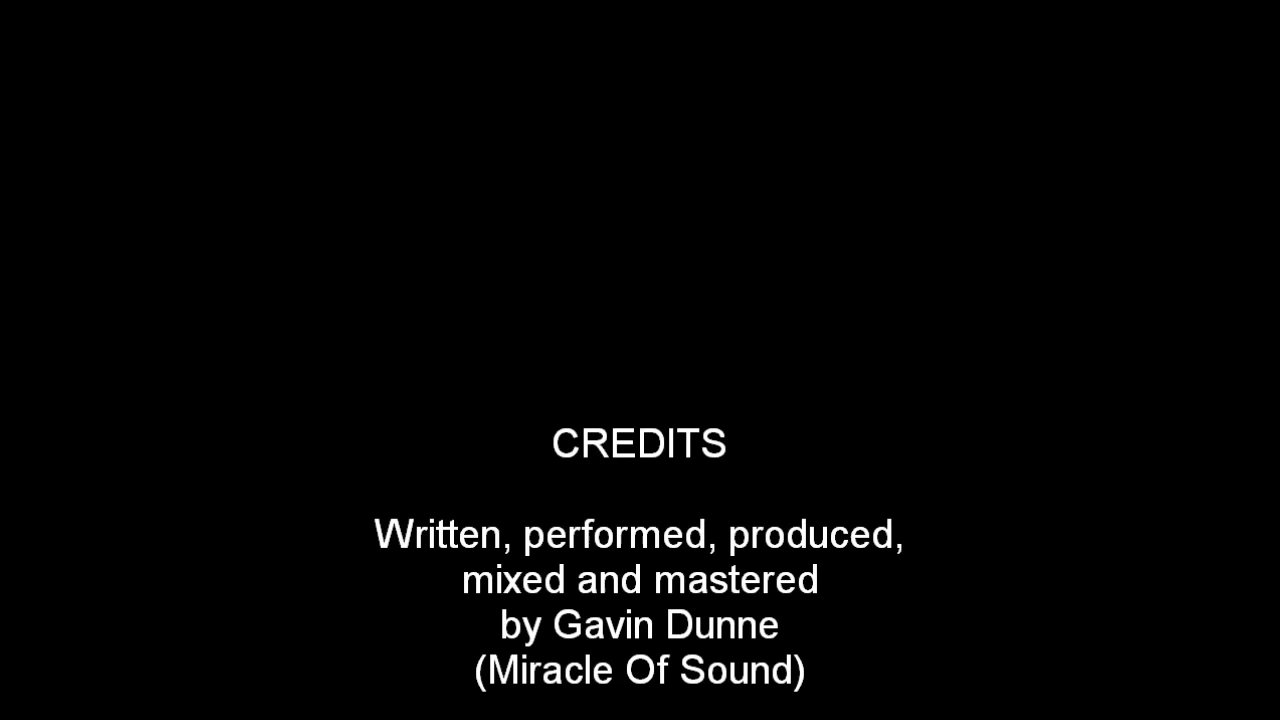 CREDITS
Written, performed, produced,
mixed and mastered
by Gavin Dunne
(Miracle Of Sound)